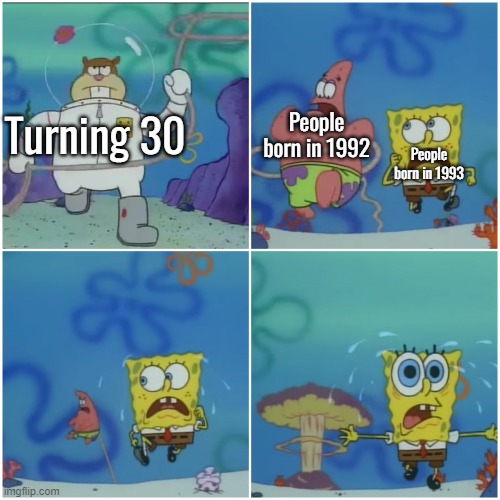 Turning 30
People
born in 1992
People
born in 1993
imgflip.com